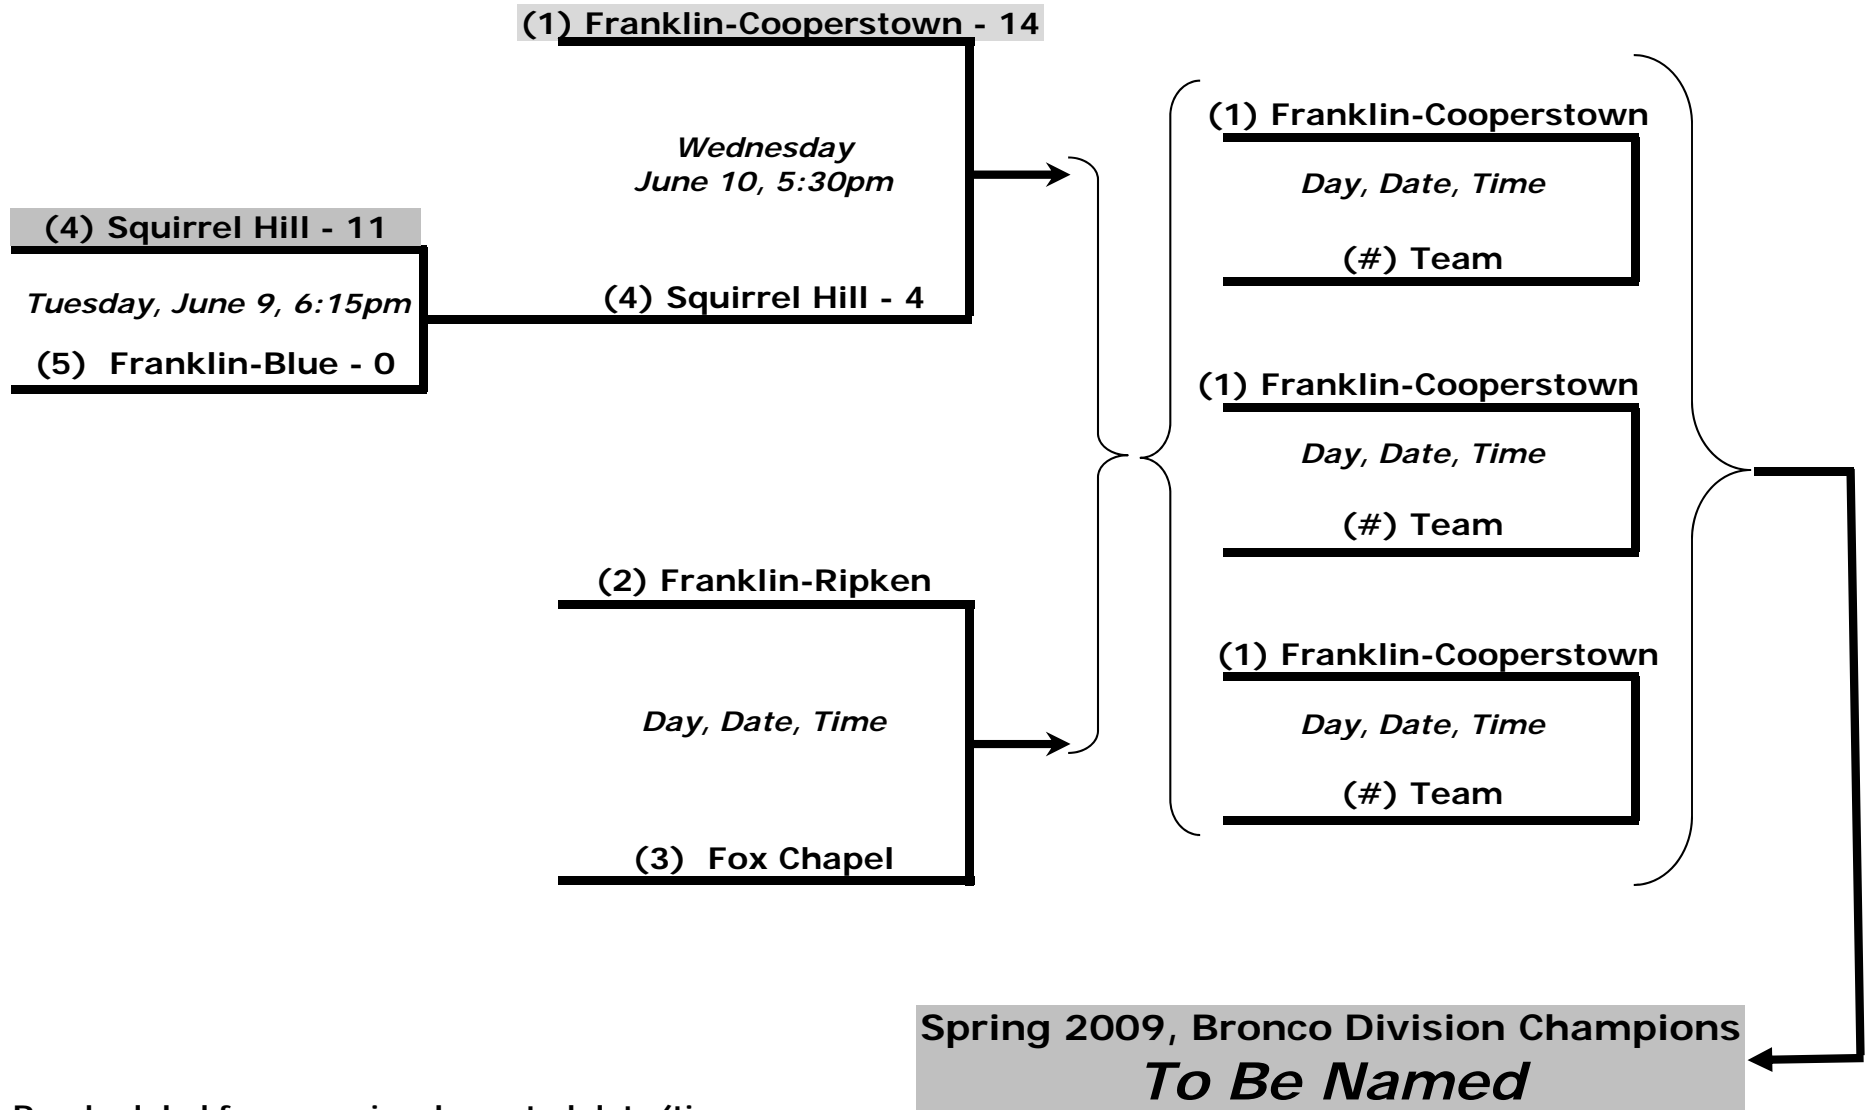 (1) Franklin-Cooperstown - 14
Wednesday
June 10, 5:30pm
(4) Squirrel Hill - 11
Tuesday, June 9, 6:15pm
(5) Franklin-Blue - 0
(4) Squirrel Hill - 4
(2) Franklin-Ripken
Day, Date, Time
(3) Fox Chapel
(1) Franklin-Cooperstown
Day, Date, Time
(#) Team
(1) Franklin-Cooperstown
Day, Date, Time
(#) Team
(1) Franklin-Cooperstown
Day, Date, Time
(#) Team
Spring 2009, Bronco Division Champions
To Be Named